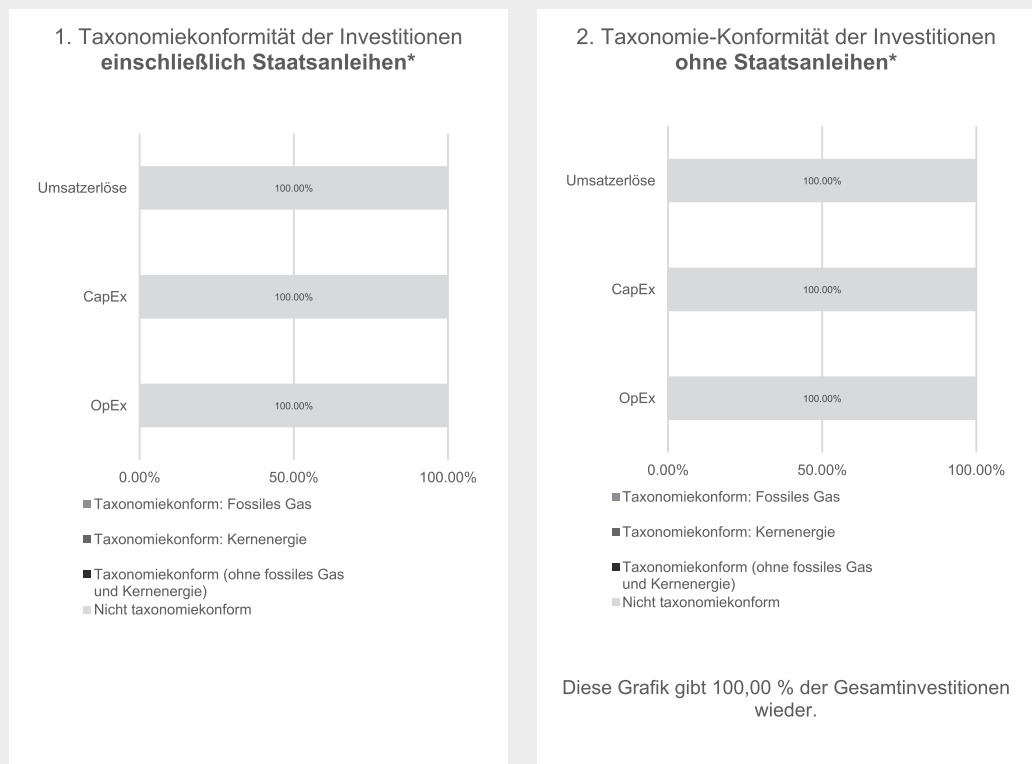 1. Taxonomiekonformität der Investitionen
einschließlich Staatsanleihen*
Umsatzerlöse
100.00%
CapEx
100.00%
OpEx
100.00%
0.00%
50.00%
100.00%
Taxonomiekonform: Fossiles Gas
Taxonomiekonform: Kernenergie
Taxonomiekonform (ohne fossiles Gas
und Kernenergie)
Nicht taxonomiekonform
2. Taxonomie-Konformität der Investitionen
ohne Staatsanleihen*
Umsatzerlöse
100.00%
CapEx
100.00%
OpEx
100.00%
0.00%
50.00%
100.00%
Taxonomiekonform: Fossiles Gas
Taxonomiekonform: Kernenergie
Taxonomiekonform (ohne fossiles Gas
und Kernenergie)
Nicht taxonomiekonform
Diese Grafik gibt 100,00 % der Gesamtinvestitionen
wieder.